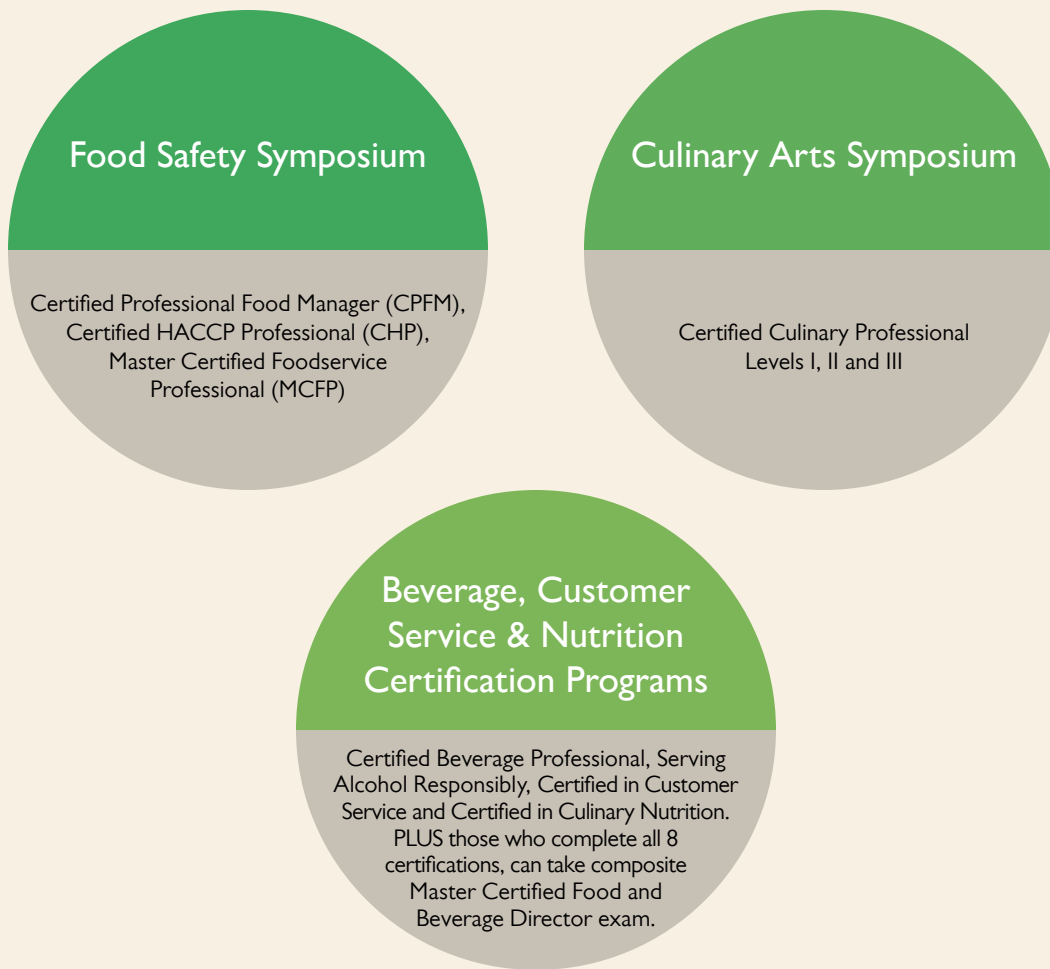 Food Safety Symposium
Certified Professional Food Manager (CPFM),
Certified HACCP Professional (CHP),
Master Certified Foodservice
Professional (MCFP)
Culinary Arts Symposium
Certified Culinary Professional
Levels I, II and III
Beverage, Customer
Service & Nutrition
Certification Programs
Certified Beverage Professional, Serving
Alcohol Responsibly, Certified in Customer
Service and Certified in Culinary Nutrition.
PLUS those who complete all 8
certifications, can take composite
Master Certified Food and
Beverage Director exam.